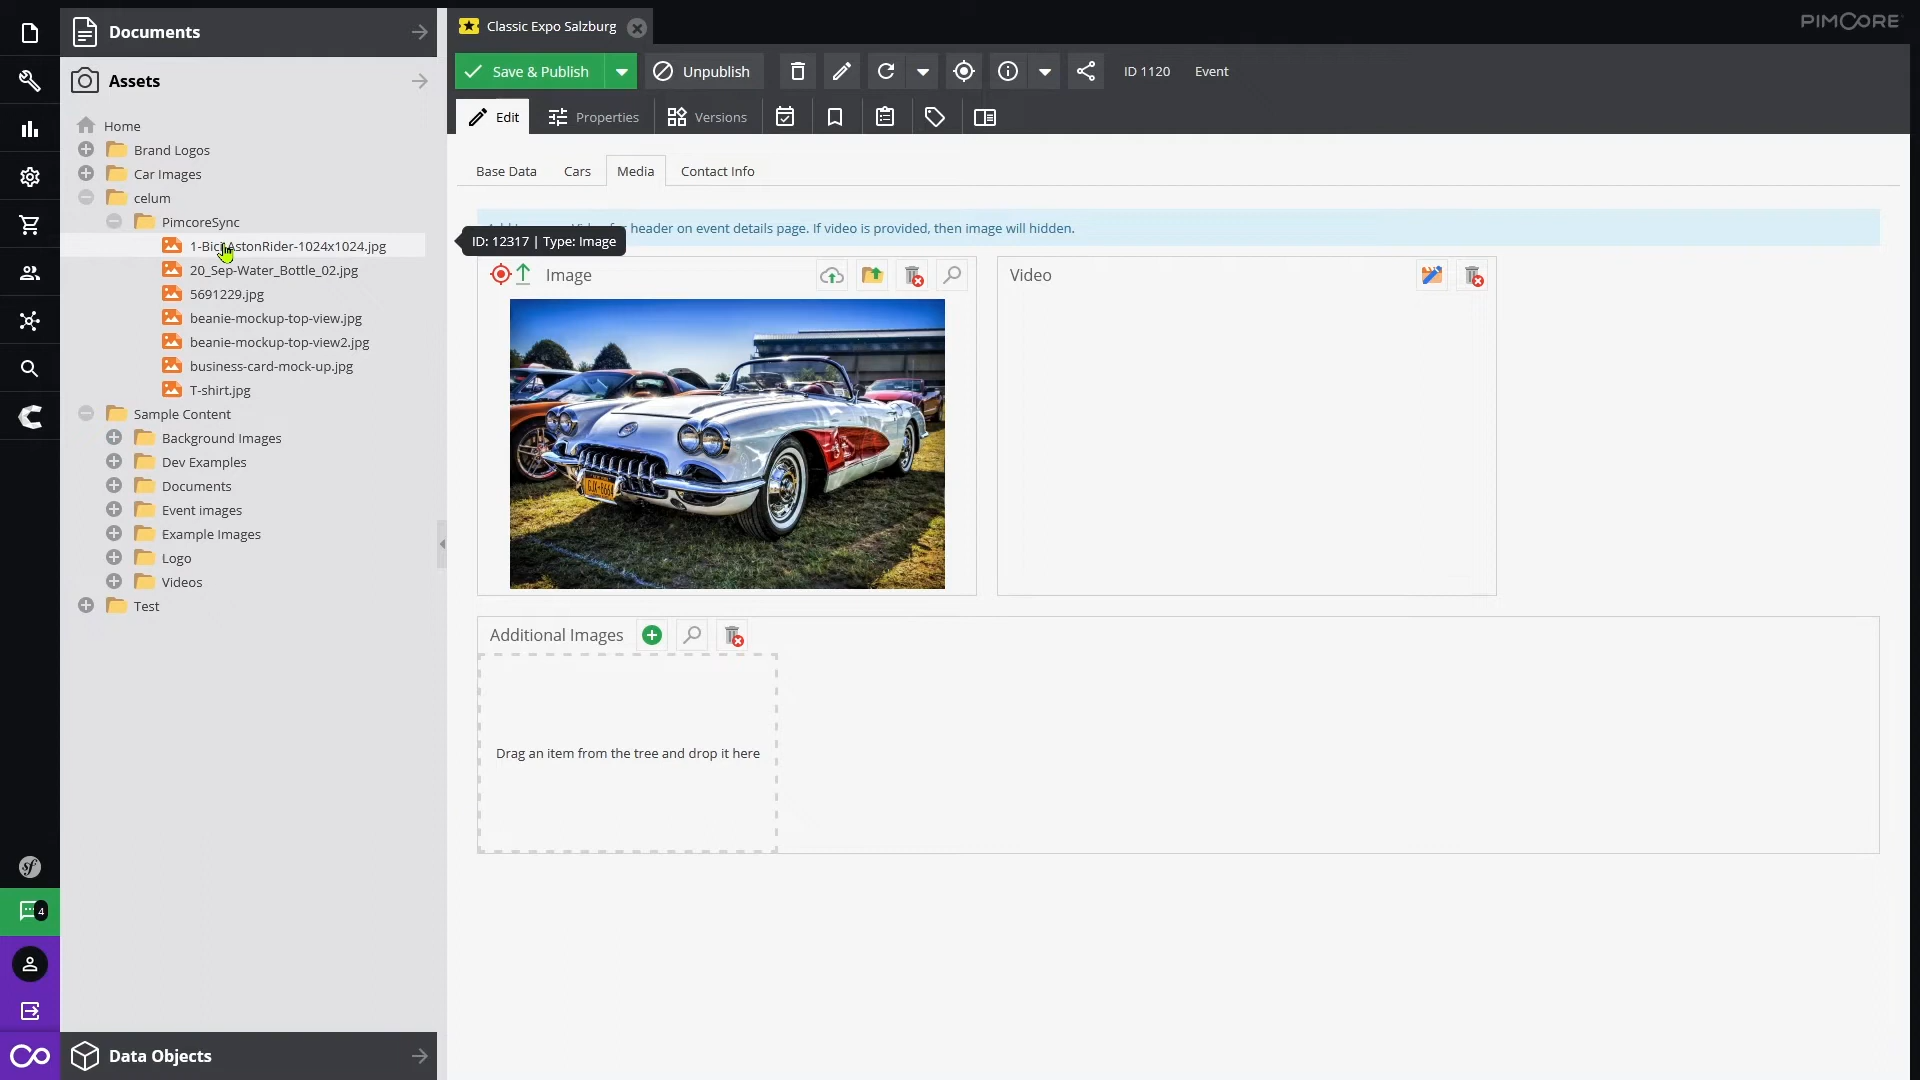 Documents
Assets
Home
Brand Logos
Car Images
celum
PimcoreSync
1-Bici AstonRider-1024x1024.jpg
20_Sep-Water_Bottle_02.jpg
5691229.jpg
beanie-mockup-top-view.jpg
beanie-mockup-top-view2.jpg
business-card-mock-up.jpg
T-shirt.jpg
Sample Content
Background Images
Dev Examples
Documents
Event images
Example Images
Logo
Videos
Test
4
Data Objects
Classic Expo Salzburg
PIMCORE
Save & Publish
Unpublish
ID 1120
Event
Edit
Properties
Versions
Base Data
Cars
Media
Contact Info
header on event details page. If video is provided, then image will hidden.
ID: 12317 | Type: Image
Image
Video
Additional Images
Drag an item from the tree and drop it here